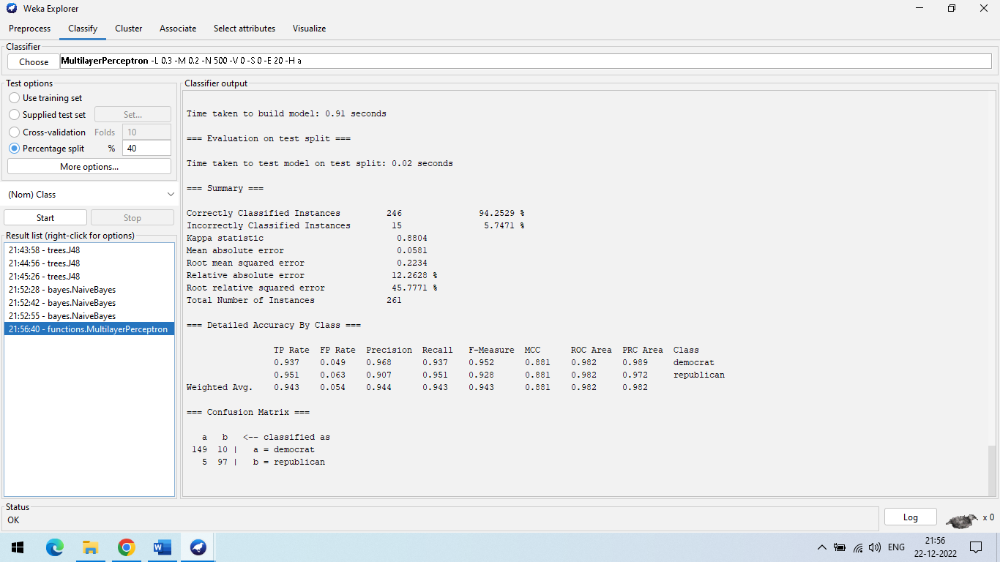 Weka Explorer
Preprocess Classify Cluster Associate Select attributes Visualize
Classifier
Choose MultilayerPerceptron -L 0.3 -M 0.2 -N 500 -V 0 -S 0 -E 20 -H a
Test options
Use training set
Supplied test set Set...
Cross-validation Folds 10
Percentage split % 40
More options...
(Nom) Class
Start Stop
Result list (right-click for options)
21:43:58 - trees.J48
21:44:56 - trees.J48
21:45:26 - trees.J48
21:52:28 - bayes.NaiveBayes
21:52:42 - bayes.NaiveBayes
21:52:55 - bayes.NaiveBayes
21:56:40 - functions.MultilayerPerceptron
Classifier output
Time taken to build model: 0.91 seconds
=== Evaluation on test split ===
Time taken to test model on test split: 0.02 seconds
=== Summary ===
Correctly Classified Instances 246 94.2529 %
Incorrectly Classified Instances 15 5.7471 %
Kappa statistic 0.8804
Mean absolute error 0.0581
Root mean squared error 0.2234
Relative absolute error 12.2628 %
Root relative squared error 45.7771 %
Total Number of Instances 261
=== Detailed Accuracy By Class ===
TP Rate FP Rate Precision Recall F-Measure MCC ROC Area PRC Area Class
0.937 0.049 0.968 0.937 0.952 0.881 0.982 0.989 democrat
0.951 0.063 0.907 0.951 0.928 0.881 0.982 0.972 republican
Weighted Avg. 0.943 0.054 0.944 0.943 0.943 0.881 0.982 0.982
=== Confusion Matrix ===
a b <-- classified as
149 10 | a = democrat
5 97 | b = republican
Status
OK
Log
x 0
W
ENG
21:56
22-12-2022